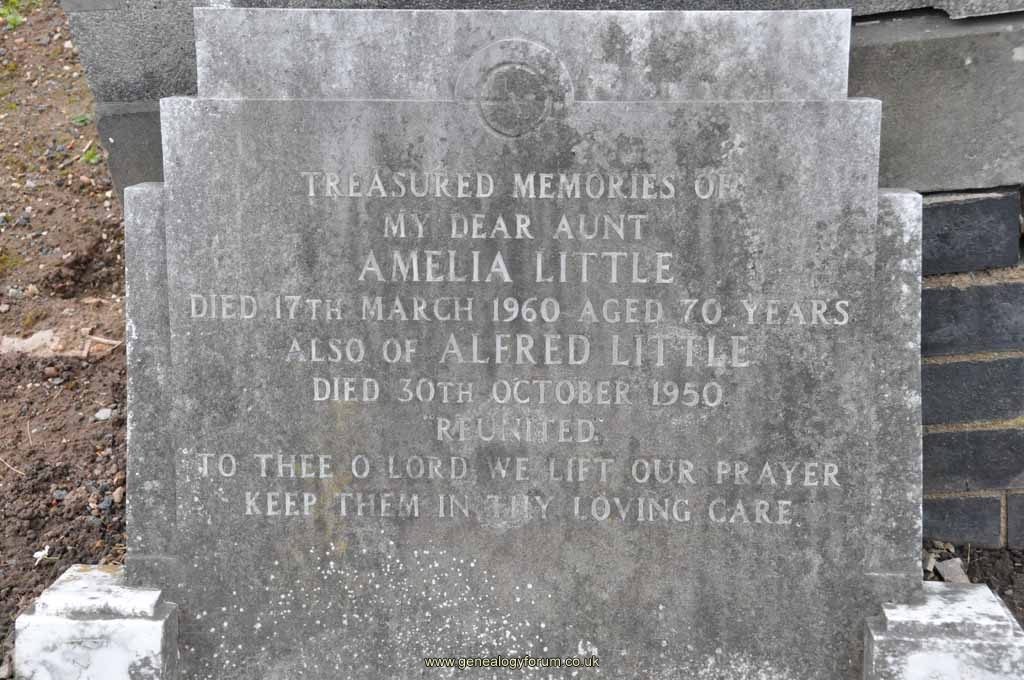 TREASURED MEMORIES OF
MY DEAR AUNT
AMELIA LITTLE
DIED 17TH MARCH 1960 AGED 70 YEARS
ALSO OF ALFRED LITTLE
DIED 30TH OCTOBER 1950
"REUNITED"
TO THEE O LORD WE LIFT OUR PRAYER
KEEP THEM IN THY LOVING CARE.
www.genealogyforum.co.uk